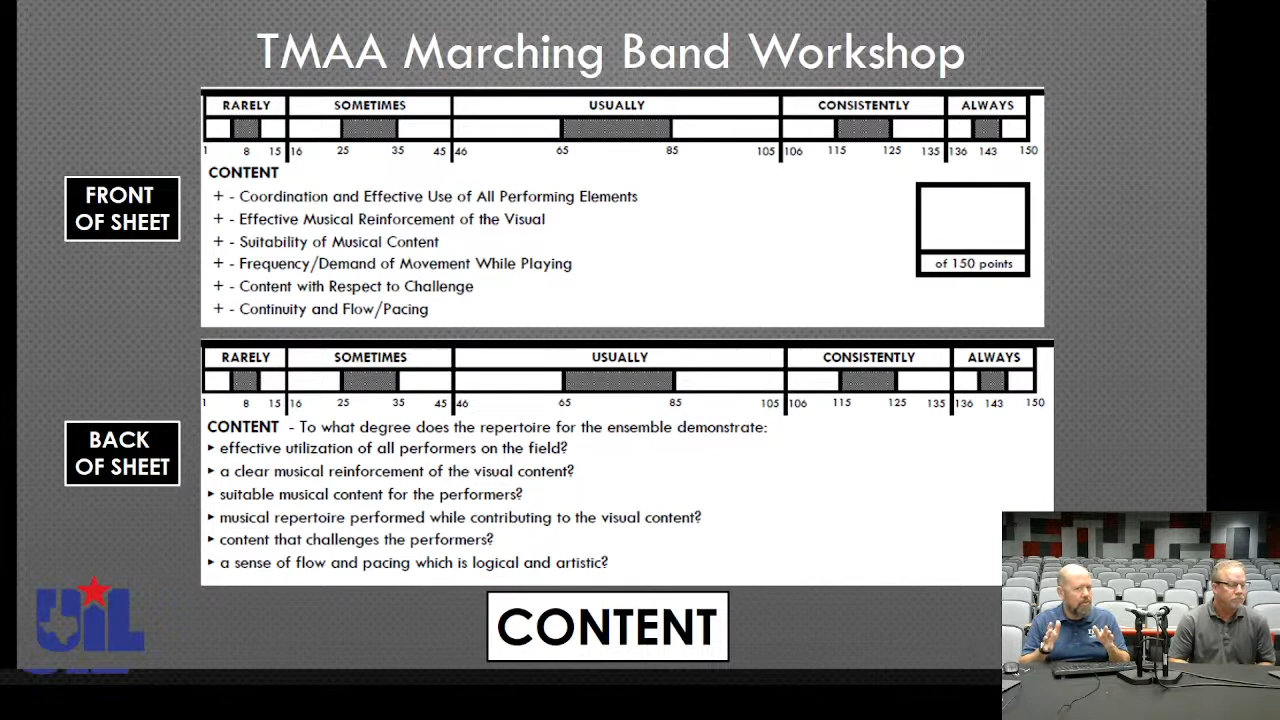 TMAA Marching Band Workshop
RARELY SOMETIMES USUALLY CONSISTENTLY ALWAYS
1 8 15 16 25 35 45 46 65 85 105 106 115 125 135 136 143 150
FRONT
OF SHEET
CONTENT
+ - Coordination and Effective Use of All Performing Elements
+ - Effective Musical Reinforcement of the Visual
+ - Suitability of Musical Content
+ - Frequency/Demand of Movement While Playing
+ - Content with Respect to Challenge
+ - Continuity and Flow/Pacing
of 150 points
RARELY SOMETIMES USUALLY CONSISTENTLY ALWAYS
1 8 15 16 25 35 45 46 65 85 105 106 115 125 135 136 143 150
BACK
OF SHEET
CONTENT - To what degree does the repertoire for the ensemble demonstrate:
▸ effective utilization of all performers on the field?
▸ a clear musical reinforcement of the visual content?
▸ suitable musical content for the performers?
▸ musical repertoire performed while contributing to the visual content?
▸ content that challenges the performers?
▸ a sense of flow and pacing which is logical and artistic?
UIL
CONTENT